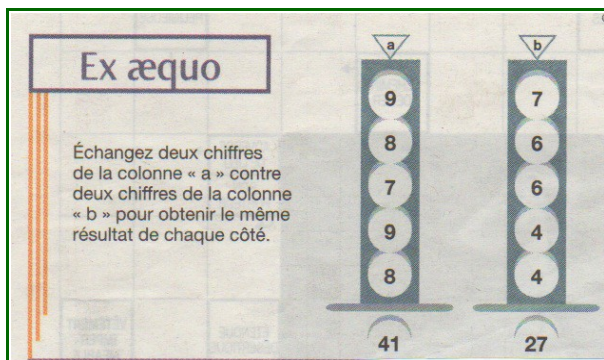 Ex æquo
Échangez deux chiffres
de la colonne « a » contre
deux chiffres de la colonne
« b » pour obtenir le même
résultat de chaque côté.
a
9
8
7
9
8
41
b
7
6
6
4
4
27